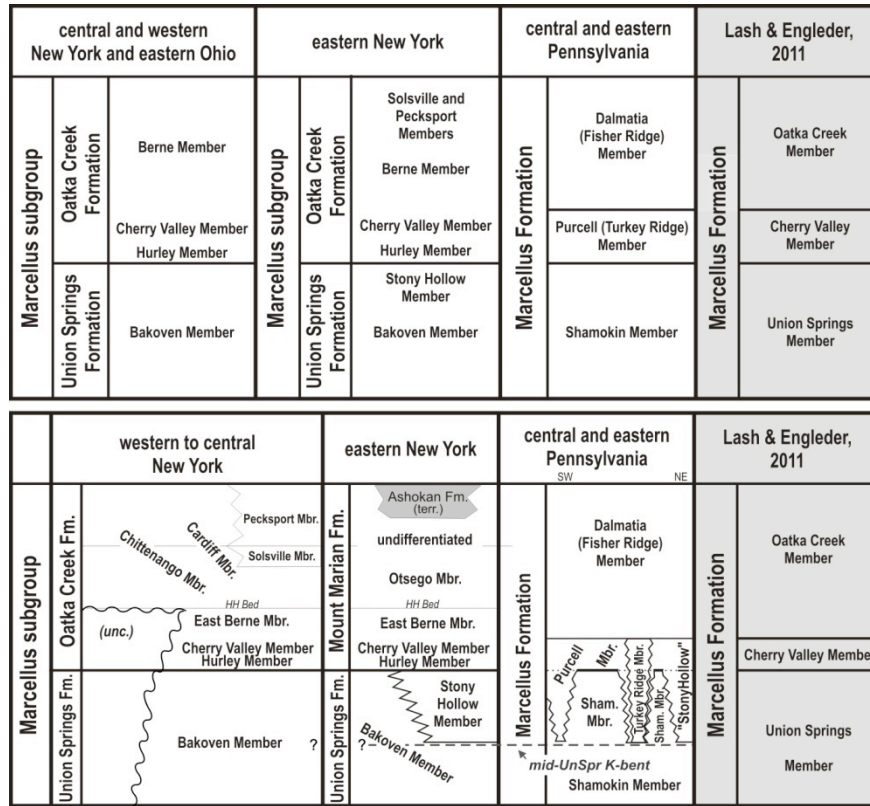 central and western
New York and eastern Ohio
eastern New York
central and eastern
Pennsylvania
Lash & Engleder,
2011
Marcellus subgroup
Oatka Creek
Formation
Berne Member
Cherry Valley Member
Hurley Member
Union Springs
Formation
Bakoven Member
Marcellus subgroup
Oatka Creek
Formation
Solsville and
Pecksport
Members
Berne Member
Cherry Valley Member
Hurley Member
Union Springs
Formation
Stony Hollow
Member
Bakoven Member
Marcellus Formation
Dalmatia
(Fisher Ridge)
Member
Purcell (Turkey Ridge)
Member
Shamokin Member
Marcellus Formation
Oatka Creek
Member
Cherry Valley
Member
Union Springs
Member
western to central
New York
eastern New York
central and eastern
Pennsylvania
SW
NE
Lash & Engleder,
2011
Marcellus subgroup
Oatka Creek Fm.
Chittenango Mbr.
Cardiff Mbr.
Pecksport Mbr.
Solsville Mbr.
HH Bed
(unc.)
East Berne Mbr.
Cherry Valley Member
Hurley Member
Union Springs Fm.
Bakoven Member
?
Mount Marian Fm.
Ashokan Fm.
(terr.)
undifferentiated
Otsego Mbr.
HH Bed
East Berne Mbr.
Cherry Valley Member
Hurley Member
Union Springs Fm.
Stony
Hollow
Member
?
Bakoven Member
Marcellus Formation
Dalmatia
(Fisher Ridge)
Member
Purcell
Mbr.
Sham.
Mbr.
Turkey Ridge Mbr.
Sham. Mbr.
"StonyHollow"
mid-UnSpr K-bent
Shamokin Member
Marcellus Formation
Oatka Creek
Member
Cherry Valley Member
Union Springs
Member